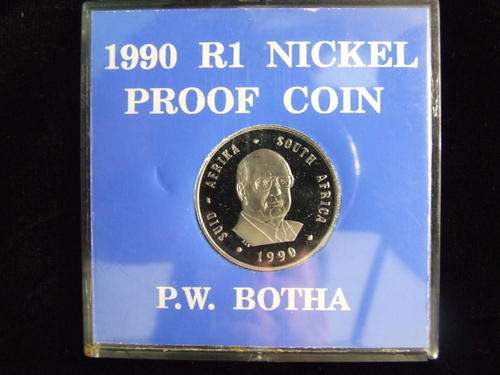 1990 R1 NICKEL
PROOF COIN
SUID - AFRIKA • SOUTH AFRICA
• 1990 •
P.W. BOTHA